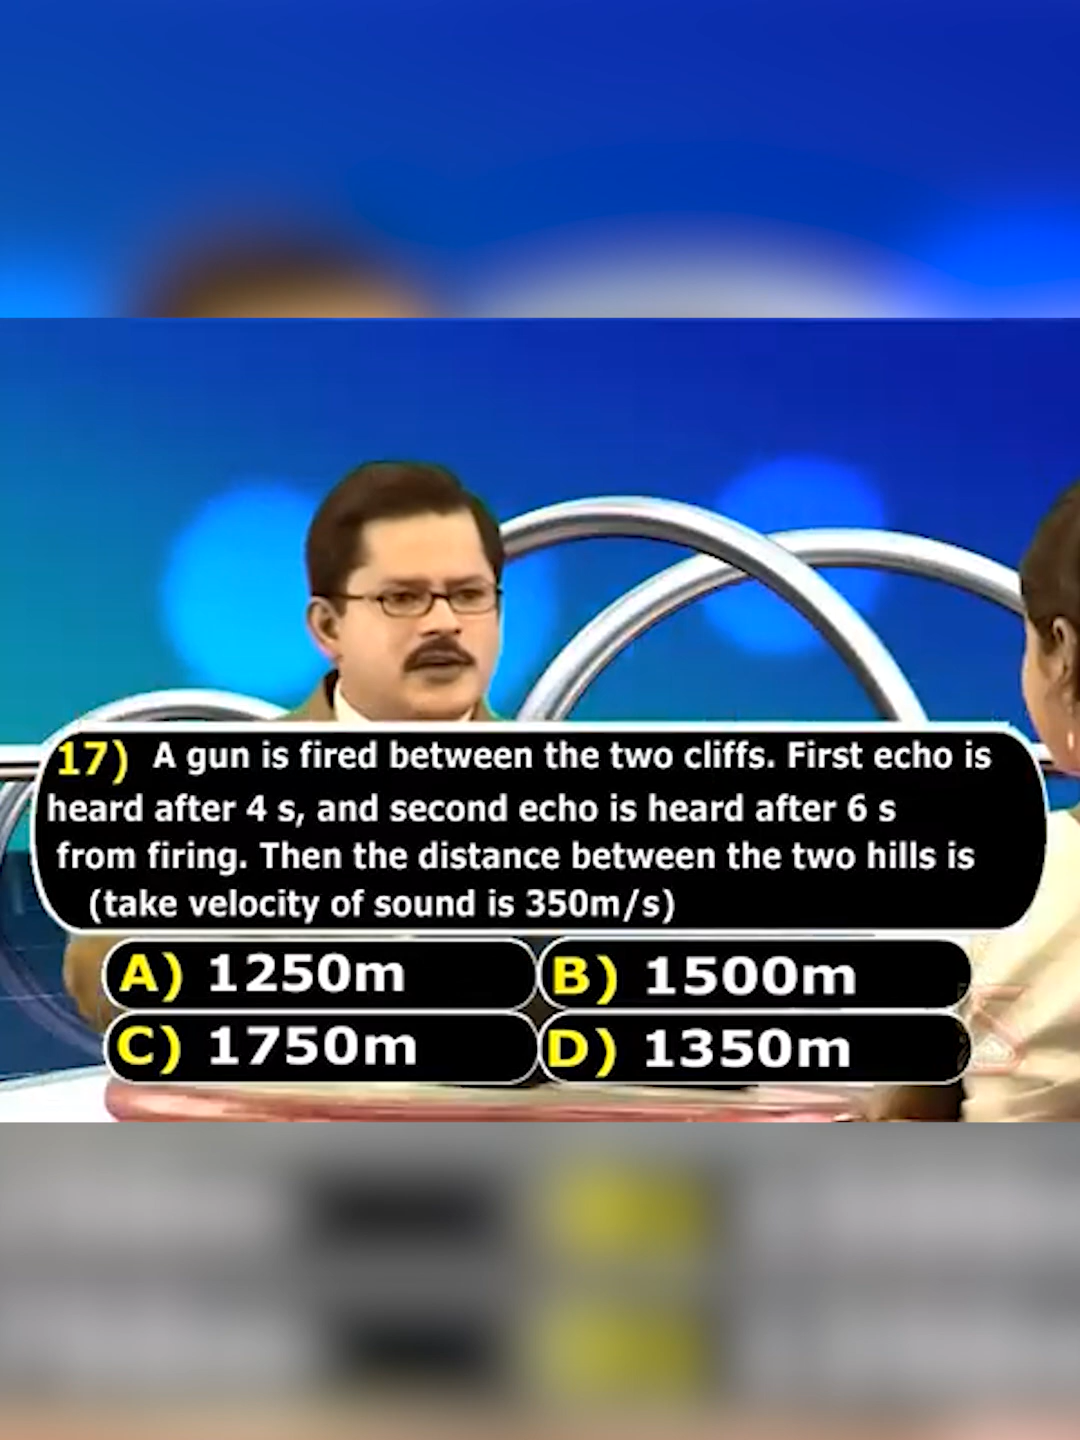 17) A gun is fired between the two cliffs. First echo is
heard after 4 s, and second echo is heard after 6 s
from firing. Then the distance between the two hills is
(take velocity of sound is 350m/s)
A) 1250m
B) 1500m
C) 1750m
D) 1350m